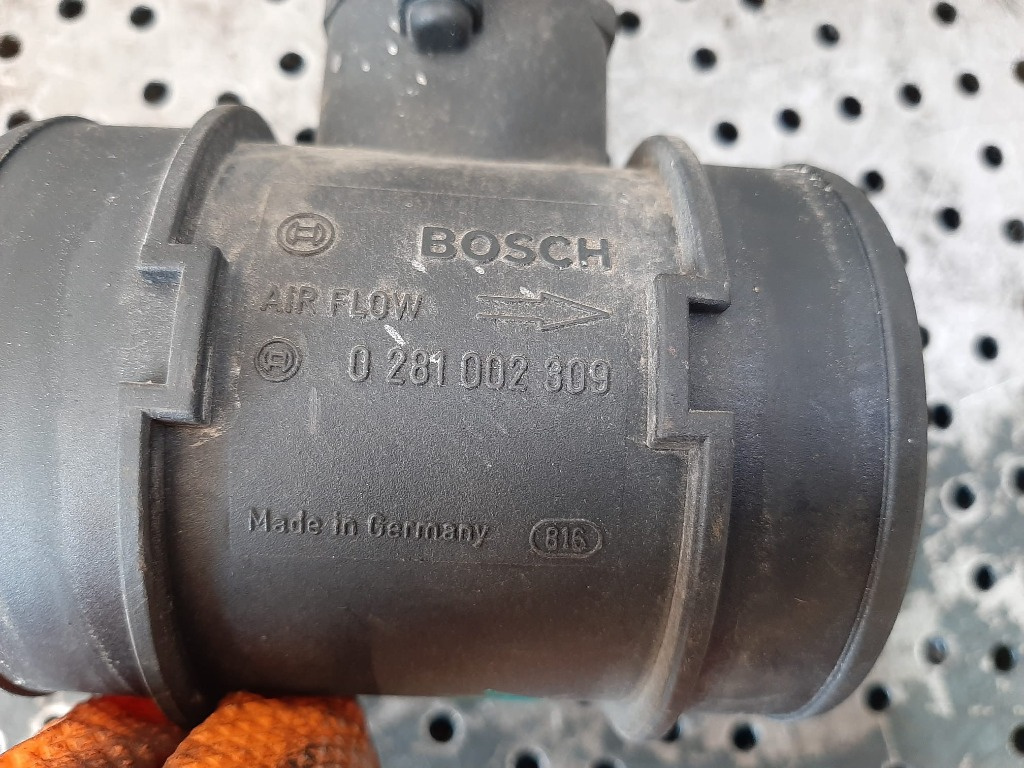 BOSCH
AIR FLOW
0 281 002 309
Made in Germany 816